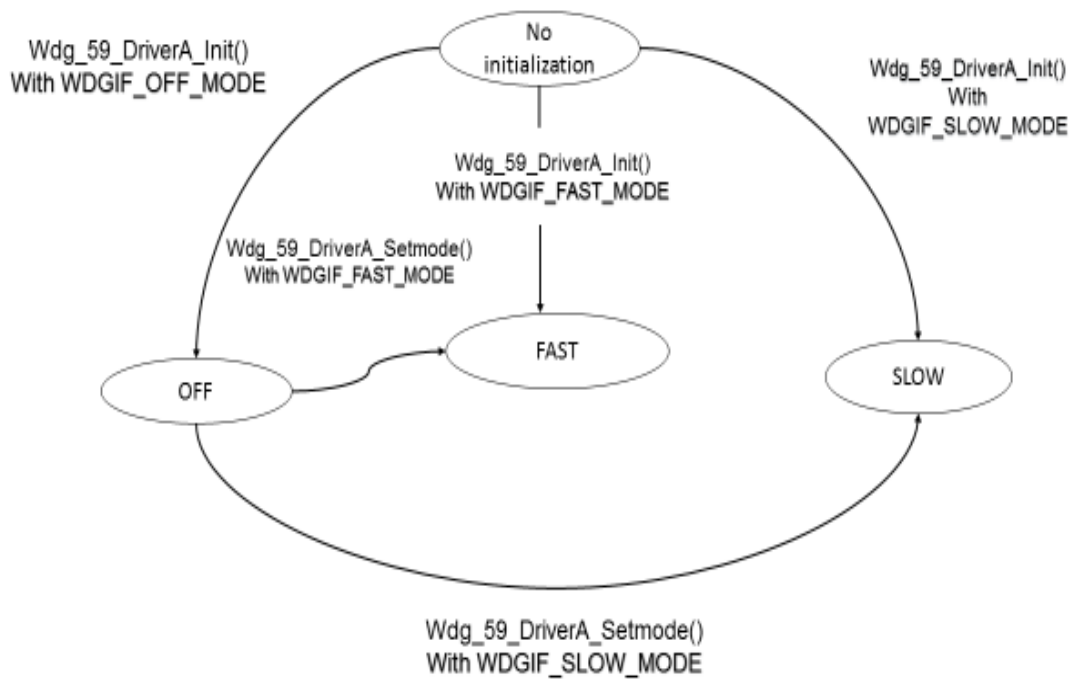 No
initialization
Wdg_59_DriverA_Init()
With WDGIF_OFF_MODE
Wdg_59_DriverA_Init()
With
WDGIF_SLOW_MODE
Wdg_59_DriverA_Init()
With WDGIF_FAST_MODE
Wdg_59_DriverA_Setmode()
With WDGIF_FAST_MODE
FAST
OFF
SLOW
Wdg_59_DriverA_Setmode()
With WDGIF_SLOW_MODE